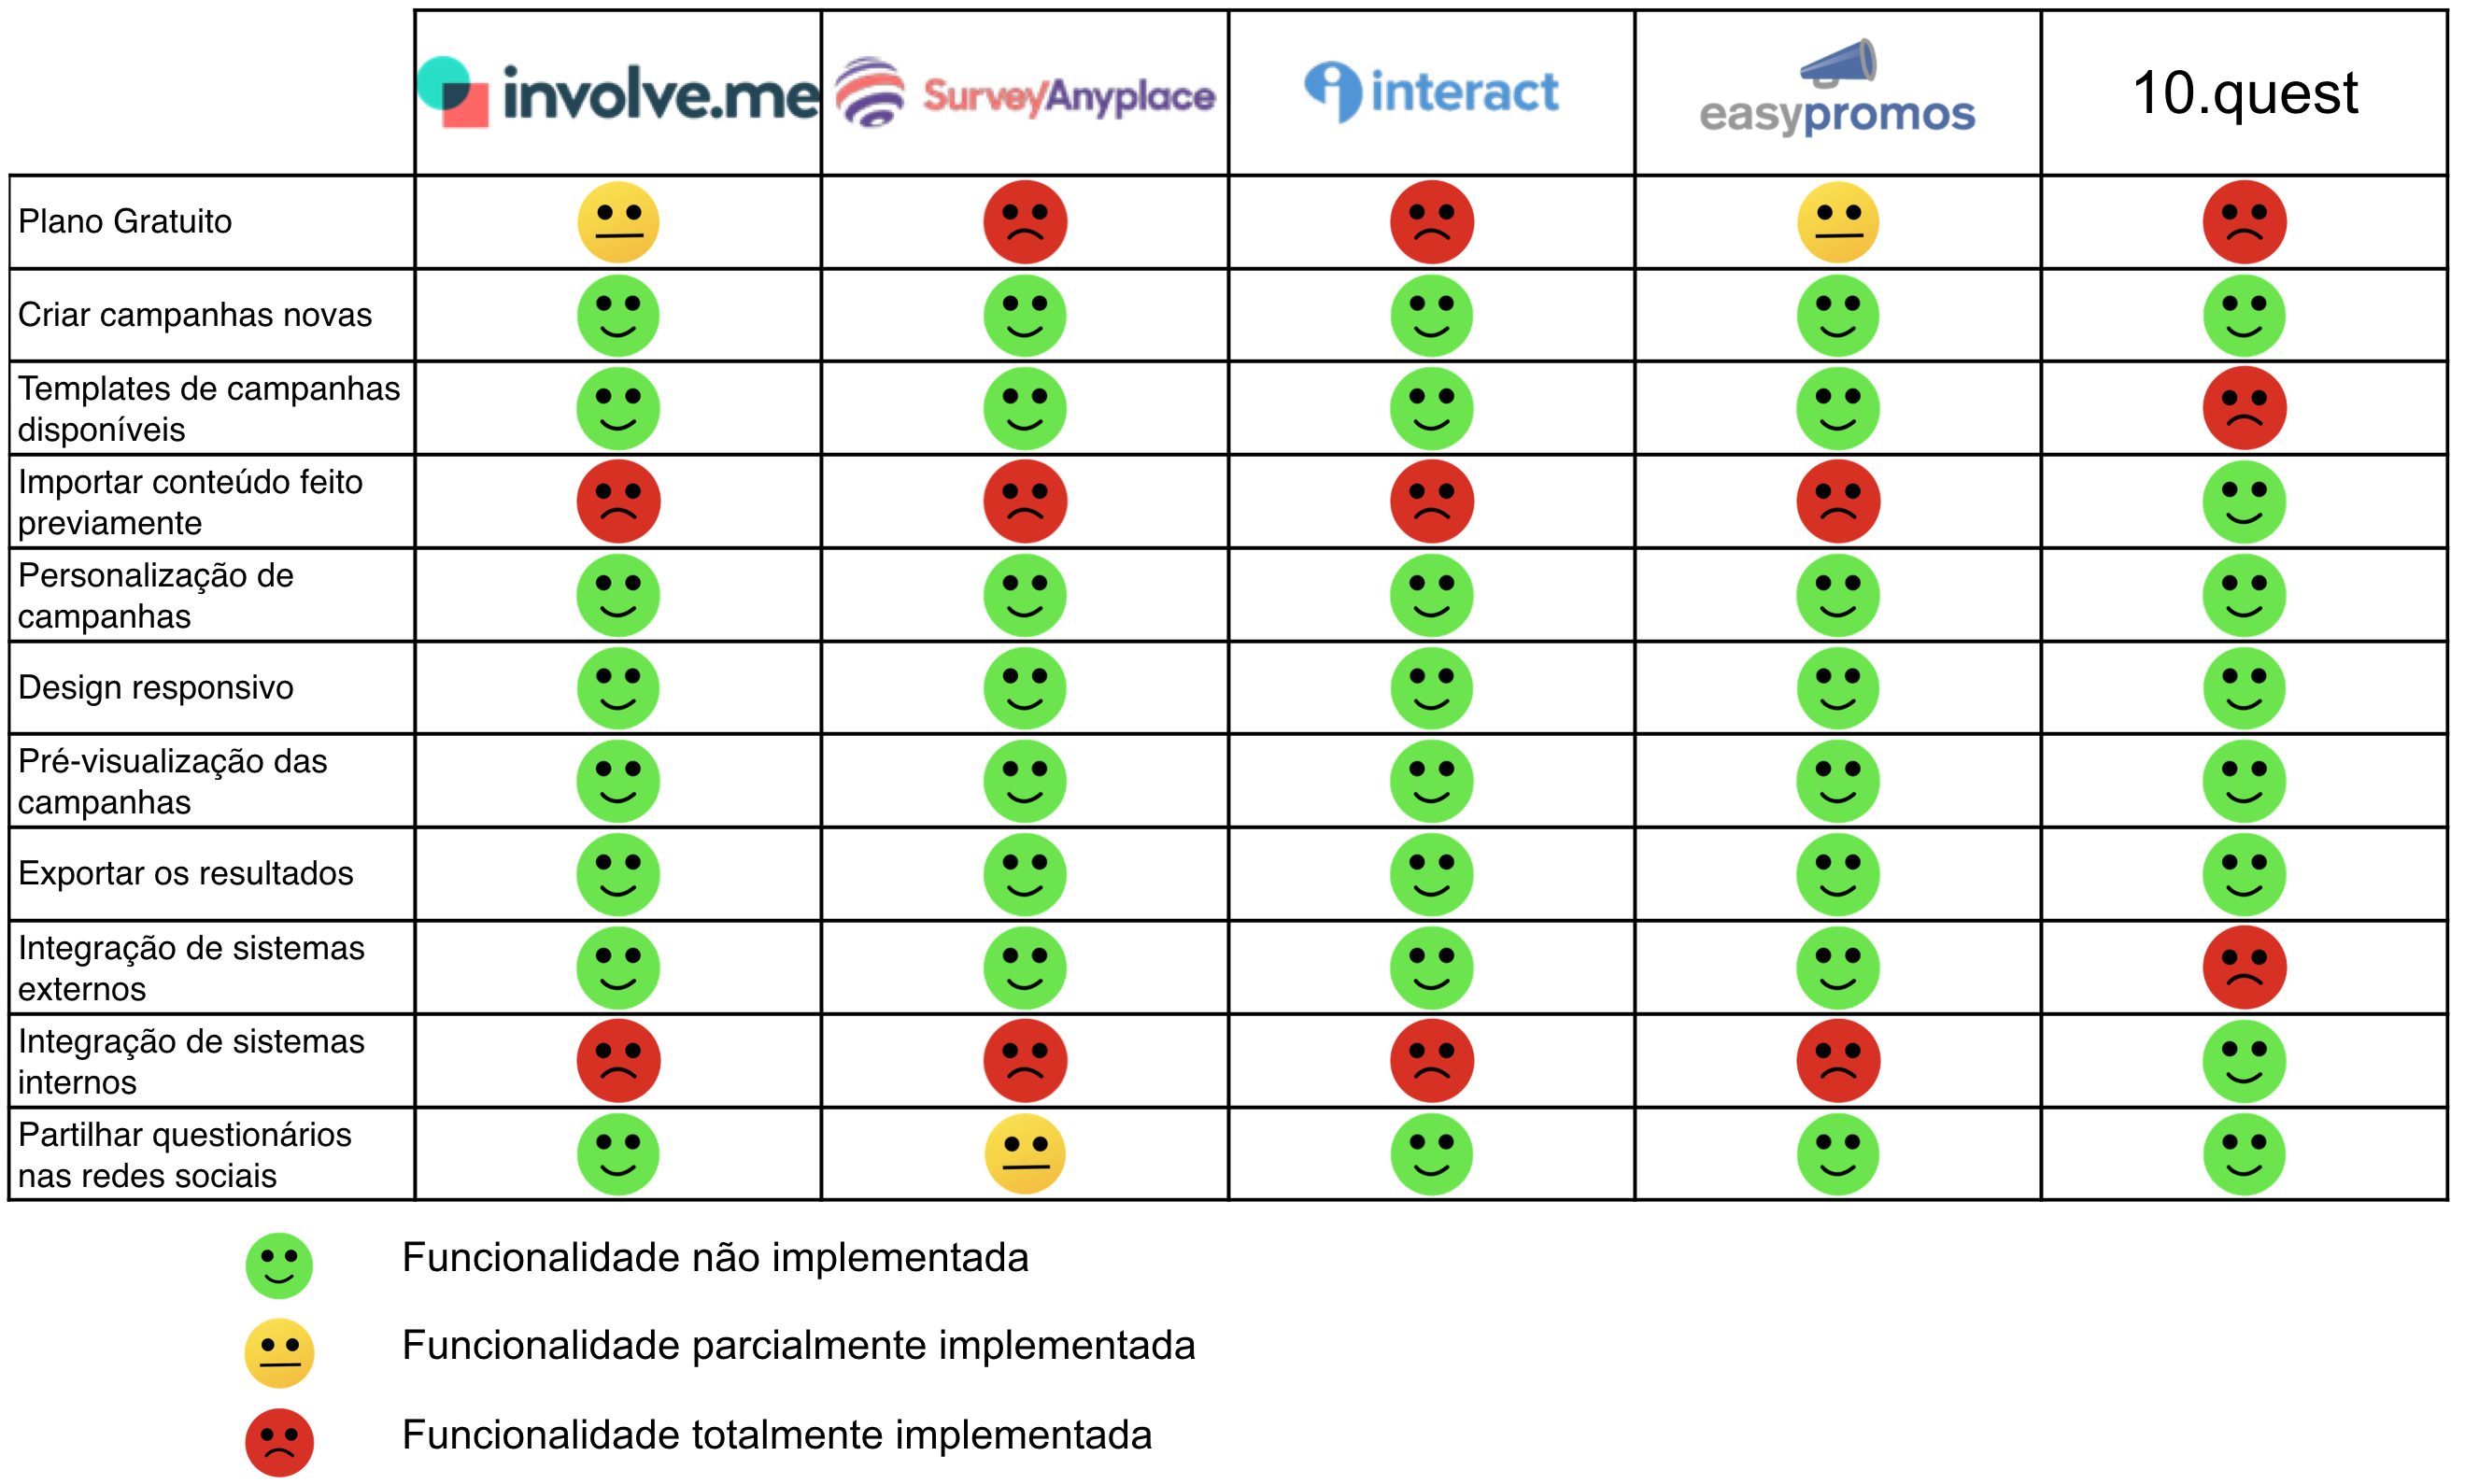 involve.me
SurveyAnyplace
interact
easypromos
10.quest
Plano Gratuito
Criar campanhas novas
Templates de campanhas
disponíveis
Importar conteúdo feito
previamente
Personalização de
campanhas
Design responsivo
Pré-visualização das
campanhas
Exportar os resultados
Integração de sistemas
externos
Integração de sistemas
internos
Partilhar questionários
nas redes sociais
Funcionalidade não implementada
Funcionalidade parcialmente implementada
Funcionalidade totalmente implementada